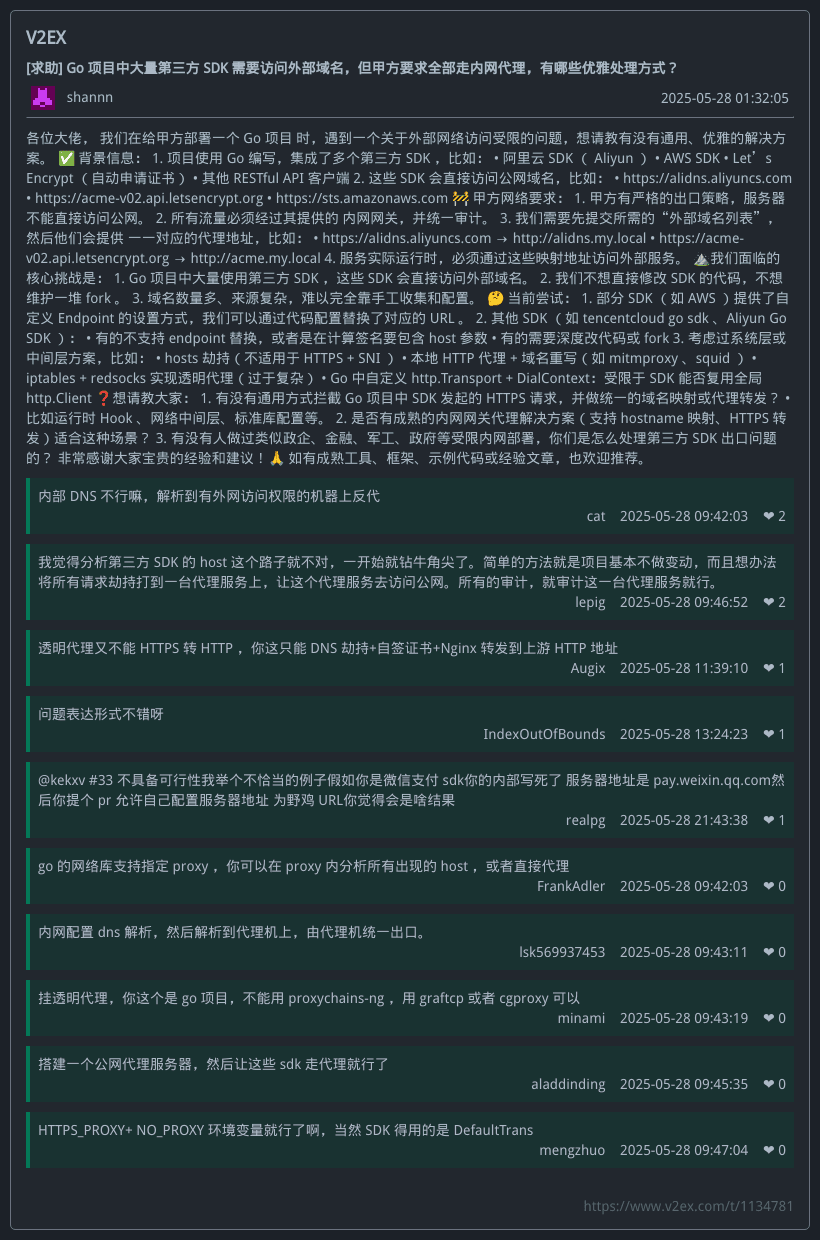 V2EX
[求助] Go 项目中大量第三方 SDK 需要访问外部域名，但甲方要求全部走内网代理，有哪些优雅处理方式？
shannn 2025-05-28 01:32:05
各位大佬， 我们在给甲方部署一个 Go 项目 时，遇到一个关于外部网络访问受限的问题，想请教有没有通用、优雅的解决方
案。 ✅ 背景信息： 1. 项目使用 Go 编写，集成了多个第三方 SDK ，比如： • 阿里云 SDK （ Aliyun ） • AWS SDK • Let’s
Encrypt （ 自动申请证书 ） • 其他 RESTful API 客户端 2. 这些 SDK 会直接访问公网域名，比如： • https://alidns.aliyuncs.com
• https://acme-v02.api.letsencrypt.org • https://sts.amazonaws.com 🚧 甲方网络要求： 1. 甲方有严格的出口策略，服务器
不能直接访问公网。 2. 所有流量必须经过其提供的 内网网关，并统一审计。 3. 我们需要先提交所需的“外部域名列表”，
然后他们会提供 一一对应的代理地址，比如： • https://alidns.aliyuncs.com → http://alidns.my.local • https://acme-
v02.api.letsencrypt.org → http://acme.my.local 4. 服务实际运行时，必须通过这些映射地址访问外部服务。 ⛰️我们面临的
核心挑战是： 1. Go 项目中大量使用第三方 SDK ，这些 SDK 会直接访问外部域名。 2. 我们不想直接修改 SDK 的代码，不想
维护一堆 fork 。 3. 域名数量多、来源复杂，难以完全靠手工收集和配置。 🤔 当前尝试： 1. 部分 SDK （ 如 AWS ）提供了自
定义 Endpoint 的设置方式，我们可以通过代码配置替换了对应的 URL 。 2. 其他 SDK （ 如 tencentcloud go sdk 、Aliyun Go
SDK ）： • 有的不支持 endpoint 替换，或者是在计算签名要包含 host 参数 • 有的需要深度改代码或 fork 3. 考虑过系统层或
中间层方案，比如： • hosts 劫持（ 不适用于 HTTPS + SNI ） • 本地 HTTP 代理 + 域名重写（ 如 mitmproxy 、squid ） •
iptables + redsocks 实现透明代理（ 过于复杂 ） • Go 中自定义 http.Transport + DialContext：受限于 SDK 能否复用全局
http.Client ❓想请教大家： 1. 有没有通用方式拦截 Go 项目中 SDK 发起的 HTTPS 请求，并做统一的域名映射或代理转发？ •
比如运行时 Hook 、网络中间层、标准库配置等。 2. 是否有成熟的内网网关代理解决方案（ 支持 hostname 映射、HTTPS 转
发 ）适合这种场景？ 3. 有没有人做过类似政企、金融、军工、政府等受限内网部署，你们是怎么处理第三方 SDK 出口问题
的？ 非常感谢大家宝贵的经验和建议！🙏 如有成熟工具、框架、示例代码或经验文章，也欢迎推荐。
内部 DNS 不行嘛，解析到有外网访问权限的机器上反代
cat 2025-05-28 09:42:03 ❤ 2
我觉得分析第三方 SDK 的 host 这个路子就不对，一开始就钻牛角尖了。简单的方法就是项目基本不做变动，而且想办法
将所有请求劫持打到一台代理服务上，让这个代理服务去访问公网。所有的审计，就审计这一台代理服务就行。
lepig 2025-05-28 09:46:52 ❤ 2
透明代理又不能 HTTPS 转 HTTP ，你这只能 DNS 劫持+自签证书+Nginx 转发到上游 HTTP 地址
Augix 2025-05-28 11:39:10 ❤ 1
问题表达形式不错呀
IndexOutOfBounds 2025-05-28 13:24:23 ❤ 1
@kekxv #33 不具备可行性我举个不恰当的例子假如你是微信支付 sdk你的内部写死了 服务器地址是 pay.weixin.qq.com然
后你提个 pr 允许自己配置服务器地址 为野鸡 URL你觉得会是啥结果
realpg 2025-05-28 21:43:38 ❤ 1
go 的网络库支持指定 proxy ，你可以在 proxy 内分析所有出现的 host ，或者直接代理
FrankAdler 2025-05-28 09:42:03 ❤ 0
内网配置 dns 解析，然后解析到代理机上，由代理机统一出口。
lsk569937453 2025-05-28 09:43:11 ❤ 0
挂透明代理，你这个是 go 项目，不能用 proxychains-ng ，用 graftcp 或者 cgproxy 可以
minami 2025-05-28 09:43:19 ❤ 0
搭建一个公网代理服务器，然后让这些 sdk 走代理就行了
aladdinding 2025-05-28 09:45:35 ❤ 0
HTTPS_PROXY+ NO_PROXY 环境变量就行了啊，当然 SDK 得用的是 DefaultTrans
mengzhuo 2025-05-28 09:47:04 ❤ 0
https://www.v2ex.com/t/1134781